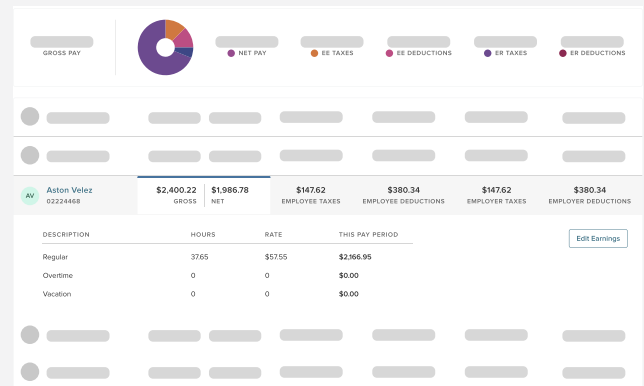 GROSS PAY NET PAY EE TAXES EE DEDUCTIONS ER TAXES ER DEDUCTIONS
AV Aston Velez $2,400.22 $1,986.78 $147.62 $380.34 $147.62 $380.34
02224468 GROSS NET EMPLOYEE TAXES EMPLOYEE DEDUCTIONS EMPLOYER TAXES EMPLOYER DEDUCTIONS
DESCRIPTION HOURS RATE THIS PAY PERIOD Edit Earnings
Regular 37.65 $57.55 $2,166.95
Overtime 0 0 $0.00
Vacation 0 0 $0.00